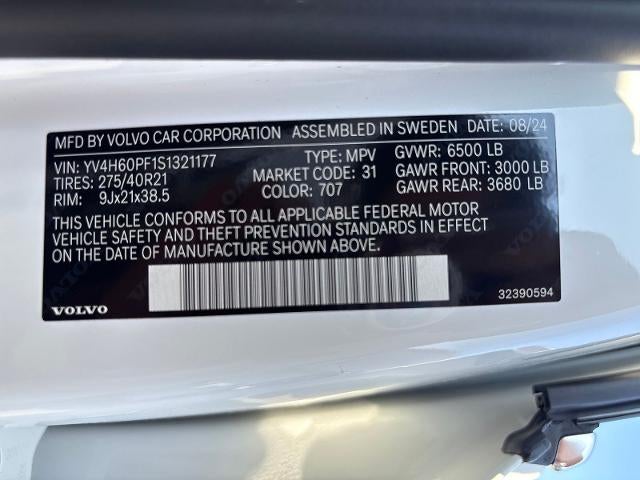 MFD BY VOLVO CAR CORPORATION ASSEMBLED IN SWEDEN DATE: 08/24
VIN: YV4H60PF1S1321177 TYPE: MPV GVWR: 6500 LB
TIRES: 275/40R21 MARKET CODE: 31 GAWR FRONT: 3000 LB
RIM: 9Jx21x38.5 COLOR: 707 GAWR REAR: 3680 LB
THIS VEHICLE CONFORMS TO ALL APPLICABLE FEDERAL MOTOR
VEHICLE SAFETY AND THEFT PREVENTION STANDARDS IN EFFECT
ON THE DATE OF MANUFACTURE SHOWN ABOVE.
VOLVO 32390594